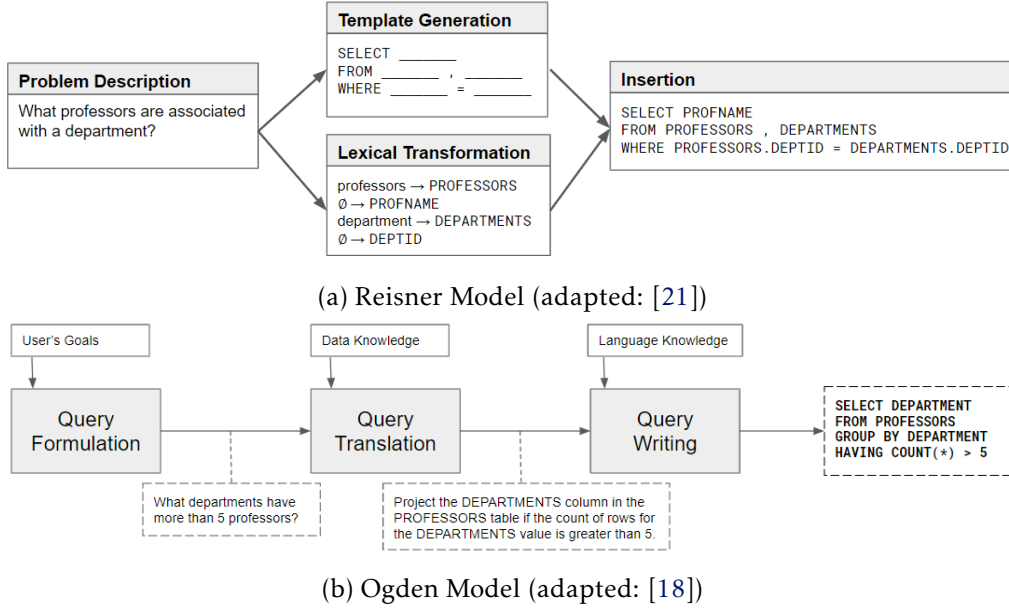 Problem Description
What professors are associated
with a department?
Template Generation
SELECT _______
FROM _______ , _______
WHERE _______ = _______
Lexical Transformation
professors → PROFESSORS
∅ → PROFNAME
department → DEPARTMENTS
∅ → DEPTID
Insertion
SELECT PROFNAME
FROM PROFESSORS , DEPARTMENTS
WHERE PROFESSORS.DEPTID = DEPARTMENTS.DEPTID
(a) Reisner Model (adapted: [21])
User's Goals
Data Knowledge
Language Knowledge
Query
Formulation
Query
Translation
Query
Writing
SELECT DEPARTMENT
FROM PROFESSORS
GROUP BY DEPARTMENT
HAVING COUNT(*) > 5
What departments have
more than 5 professors?
Project the DEPARTMENTS column in the
PROFESSORS table if the count of rows for
the DEPARTMENTS value is greater than 5.
(b) Ogden Model (adapted: [18])